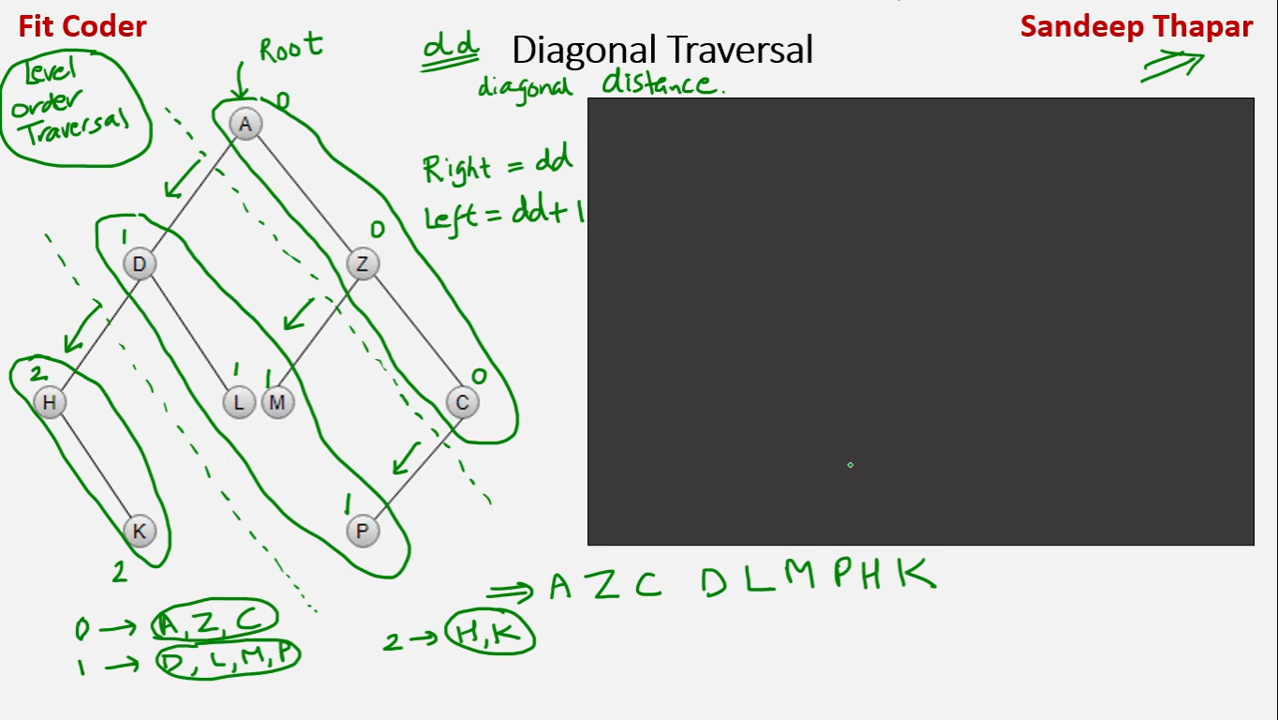 Fit Coder
Sandeep Thapar
Root
dd
Diagonal Traversal
diagonal distance.
Level
order
Traversal
0
A
Right = dd
Left = dd+1
1
D
0
Z
2
H
1
L
1
M
0
C
1
P
K
2
⇒ A Z C D L M P H K
0 → A, Z, C
2 → H, K
1 → D, L, M, P